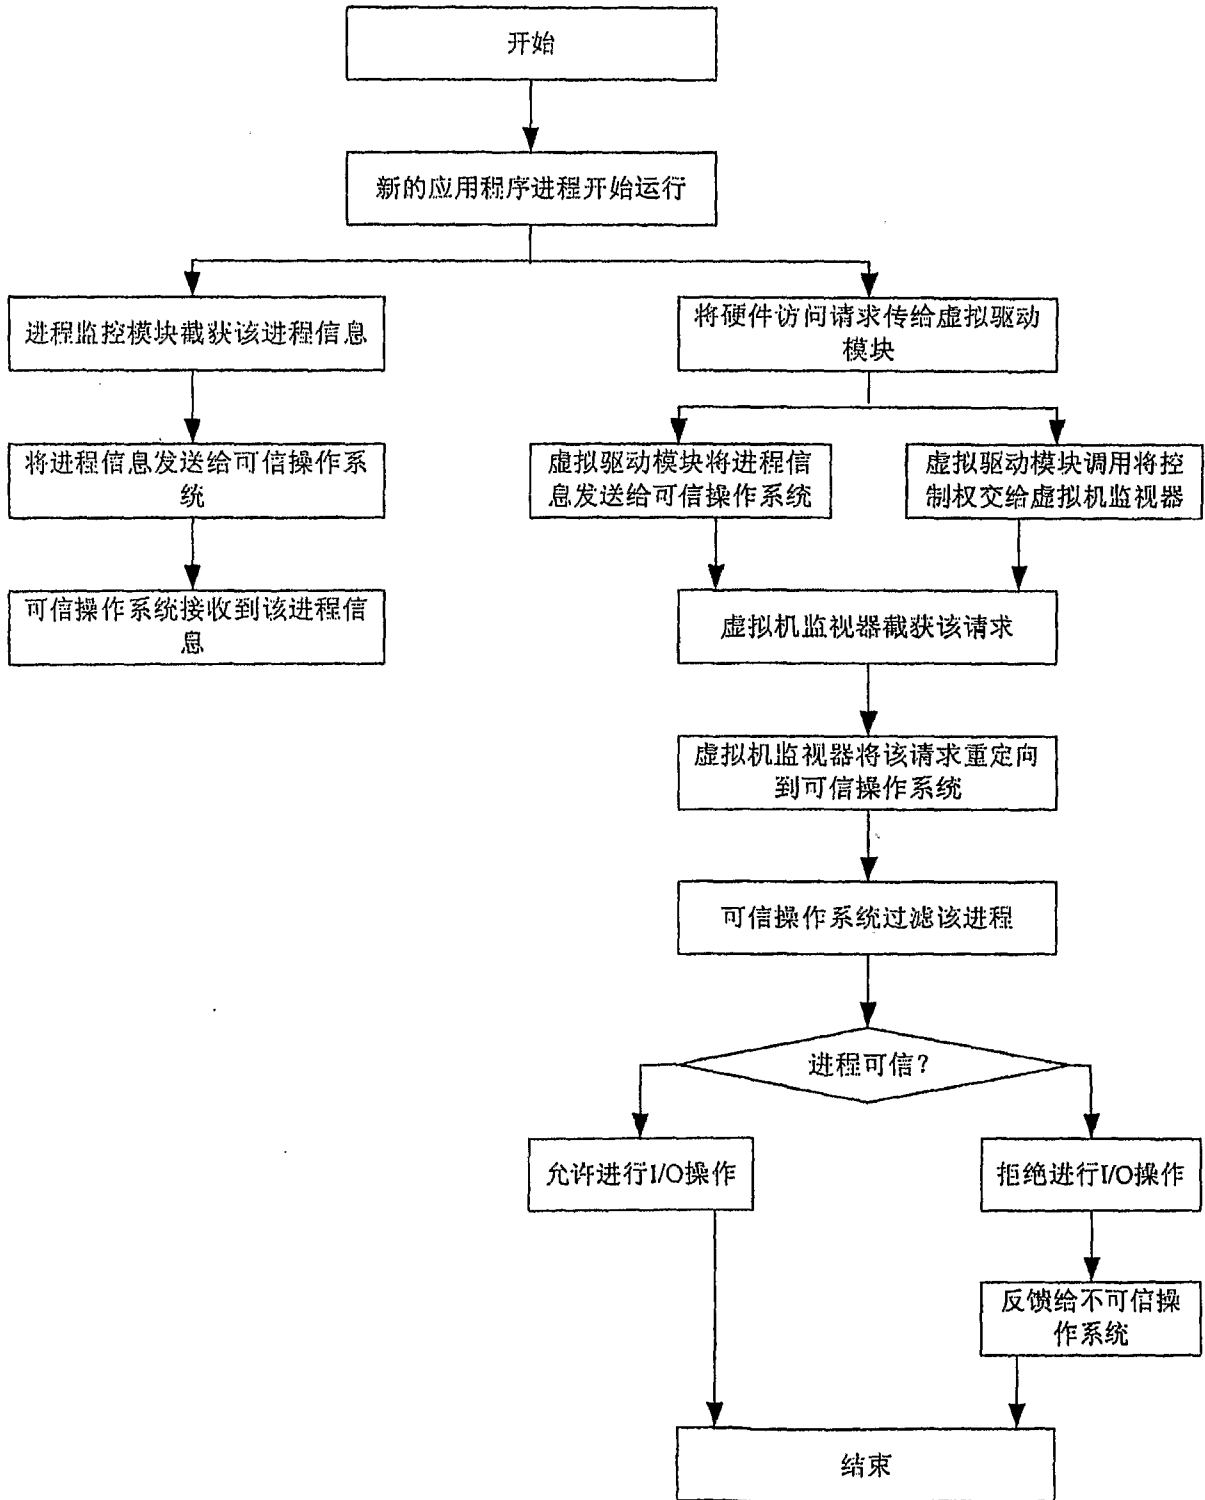 开始
新的应用程序进程开始运行
进程监控模块截获该进程信息
将硬件访问请求传给虚拟驱动
模块
将进程信息发送给可信操作系
统
虚拟驱动模块将进程信
息发送给可信操作系统
虚拟驱动模块调用将控
制权交给虚拟机监视器
可信操作系统接收到该进程信
息
虚拟机监视器截获该请求
虚拟机监视器将该请求重定向
到可信操作系统
可信操作系统过滤该进程
进程可信？
允许进行I/O操作
拒绝进行I/O操作
反馈给不可信操
作系统
结束